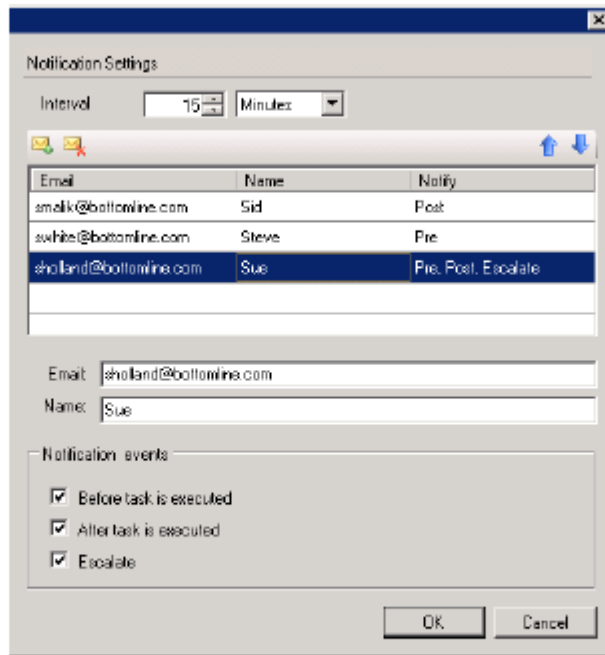 Notification Settings
Interval 15 Minutes
Email Name Notify
smalik@bottomline.com Sid Post
swhite@bottomline.com Steve Pre
sholland@bottomline.com Sue Pre, Post, Escalate
Email: sholland@bottomline.com
Name: Sue
Notification events
Before task is executed
After task is executed
Escalate
OK Cancel